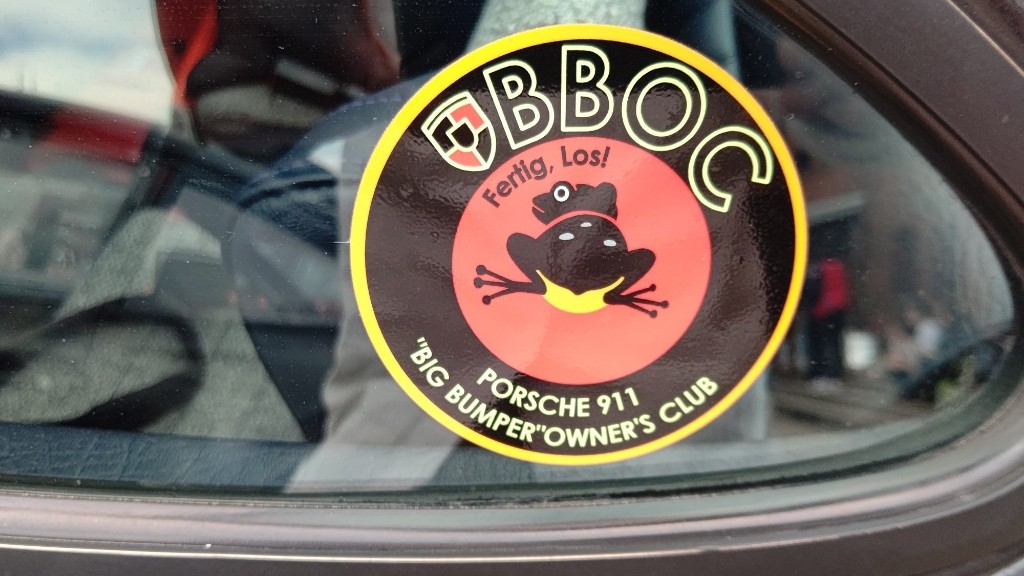 BBOC
Fertig, Los!
PORSCHE 911
"BIG BUMPER"OWNER'S CLUB